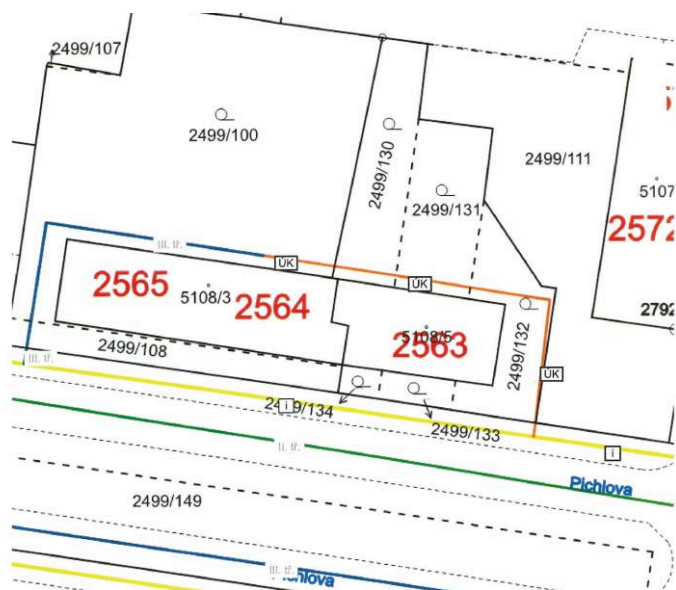 2499/107
2499/100
2499/130
2499/111
2499/131
5107
2572
III. tř.
ÚK
2565
5108/3
2564
ÚK
2792
5108/5
2563
2499/132
2499/108
III. tř.
ÚK
2499/134
i
2499/133
II. tř.
i
Pichlova
2499/149
III. tř.
Pichlova